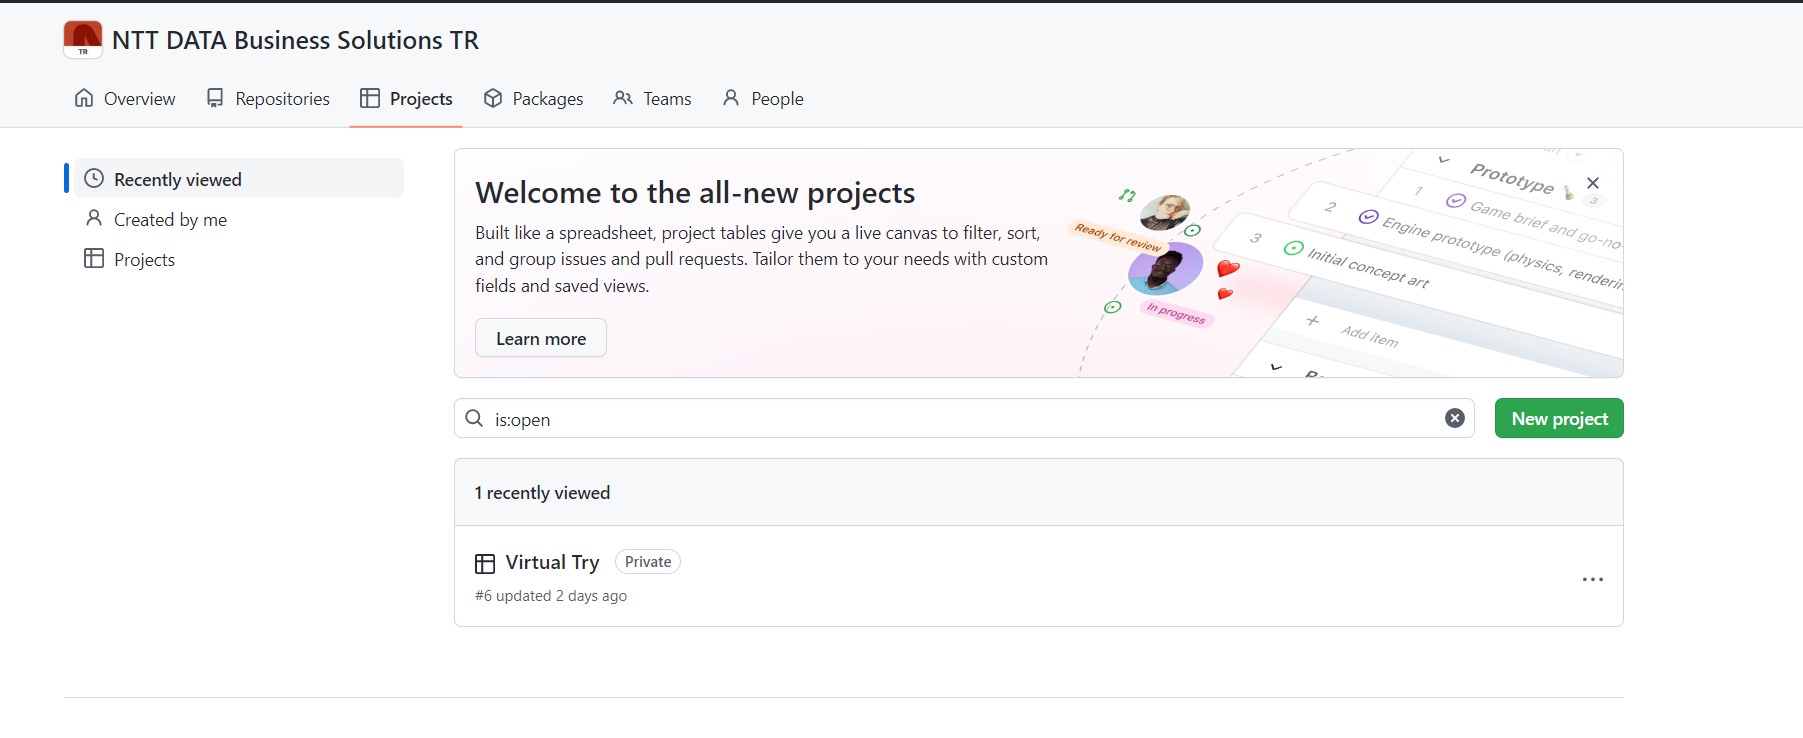 TR
NTT DATA Business Solutions TR
Overview
Repositories
Projects
Packages
Teams
People
Recently viewed
Created by me
Projects
Welcome to the all-new projects
Built like a spreadsheet, project tables give you a live canvas to filter, sort,
and group issues and pull requests. Tailor them to your needs with custom
fields and saved views.
Learn more
Ready for review
In progress
Prototype
3
1 Game brief and go-no-
2 Engine prototype (physics, renderin
3 Initial concept art
+ Add item
is:open
New project
1 recently viewed
Virtual Try Private
#6 updated 2 days ago